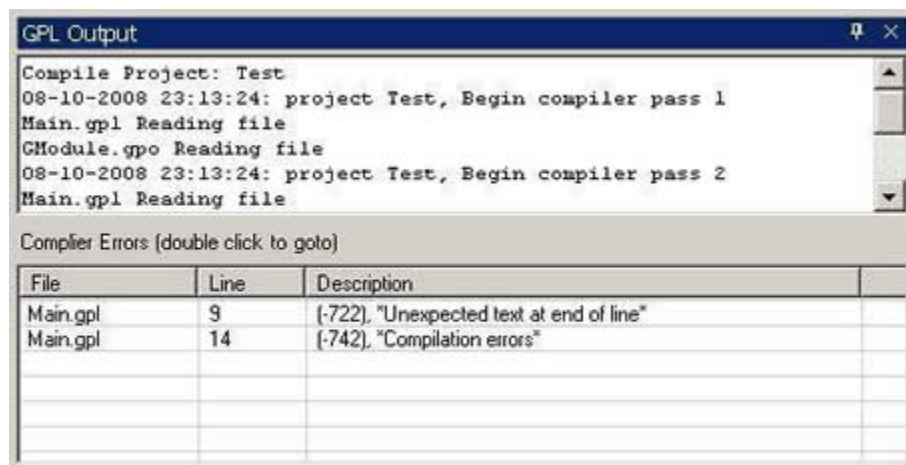 GPL Output
Compile Project: Test
08-10-2008 23:13:24: project Test, Begin compiler pass 1
Main.gpl Reading file
GModule.gpo Reading file
08-10-2008 23:13:24: project Test, Begin compiler pass 2
Main.gpl Reading file
Complier Errors (double click to goto)
File Line Description
Main.gpl 9 (-722), "Unexpected text at end of line"
Main.gpl 14 (-742), "Compilation errors"